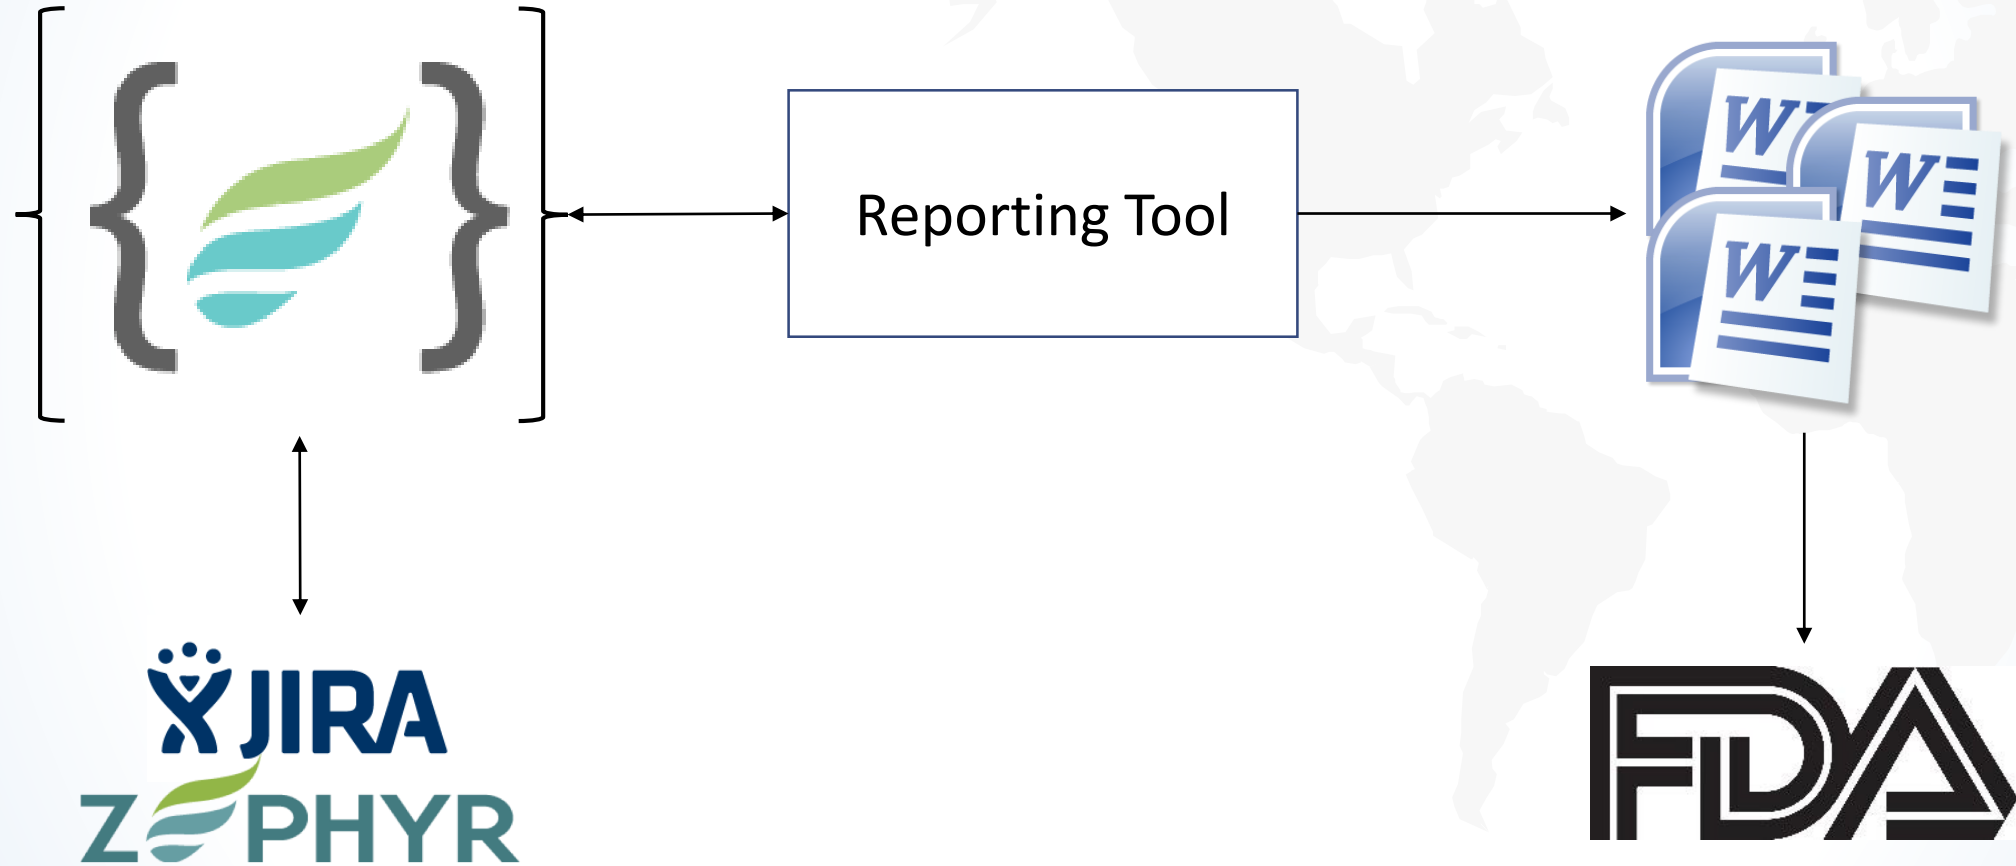 Reporting Tool
W
W
W
JIRA
ZEPHYR
FDA